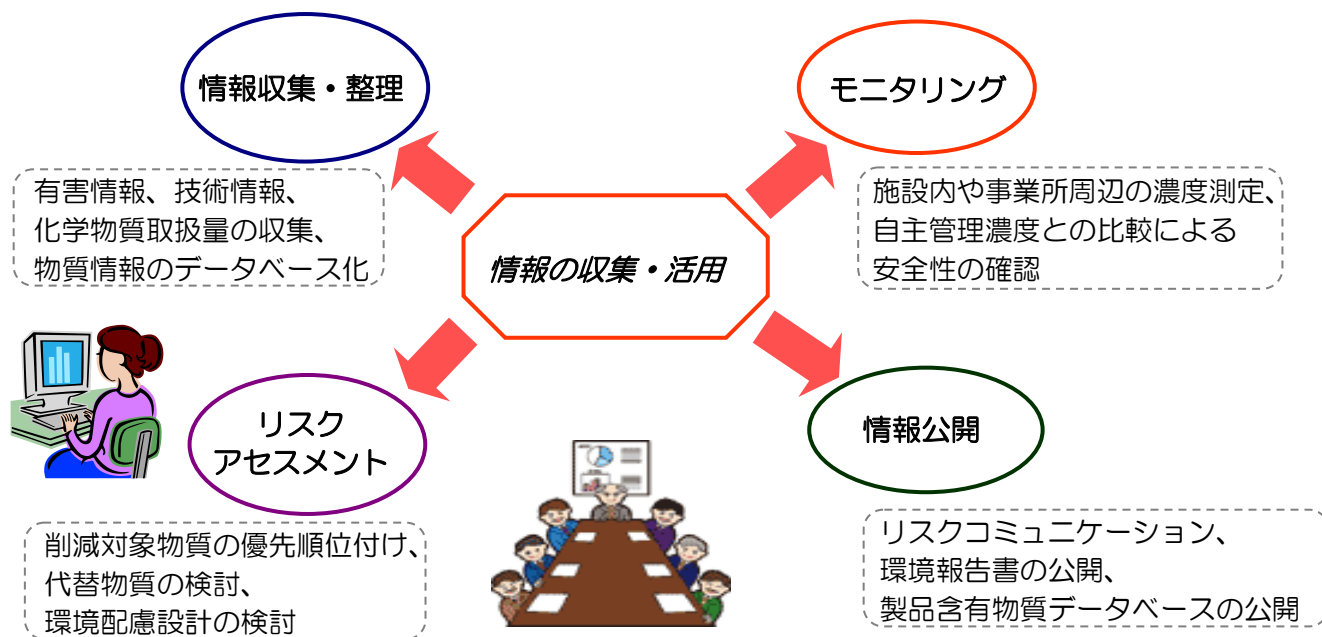 情報収集・整理
有害情報、技術情報、
化学物質取扱量の収集、
物質情報のデータベース化
モニタリング
施設内や事業所周辺の濃度測定、
自主管理濃度との比較による
安全性の確認
情報の収集・活用
リスク
アセスメント
削減対象物質の優先順位付け、
代替物質の検討、
環境配慮設計の検討
情報公開
リスクコミュニケーション、
環境報告書の公開、
製品含有物質データベースの公開